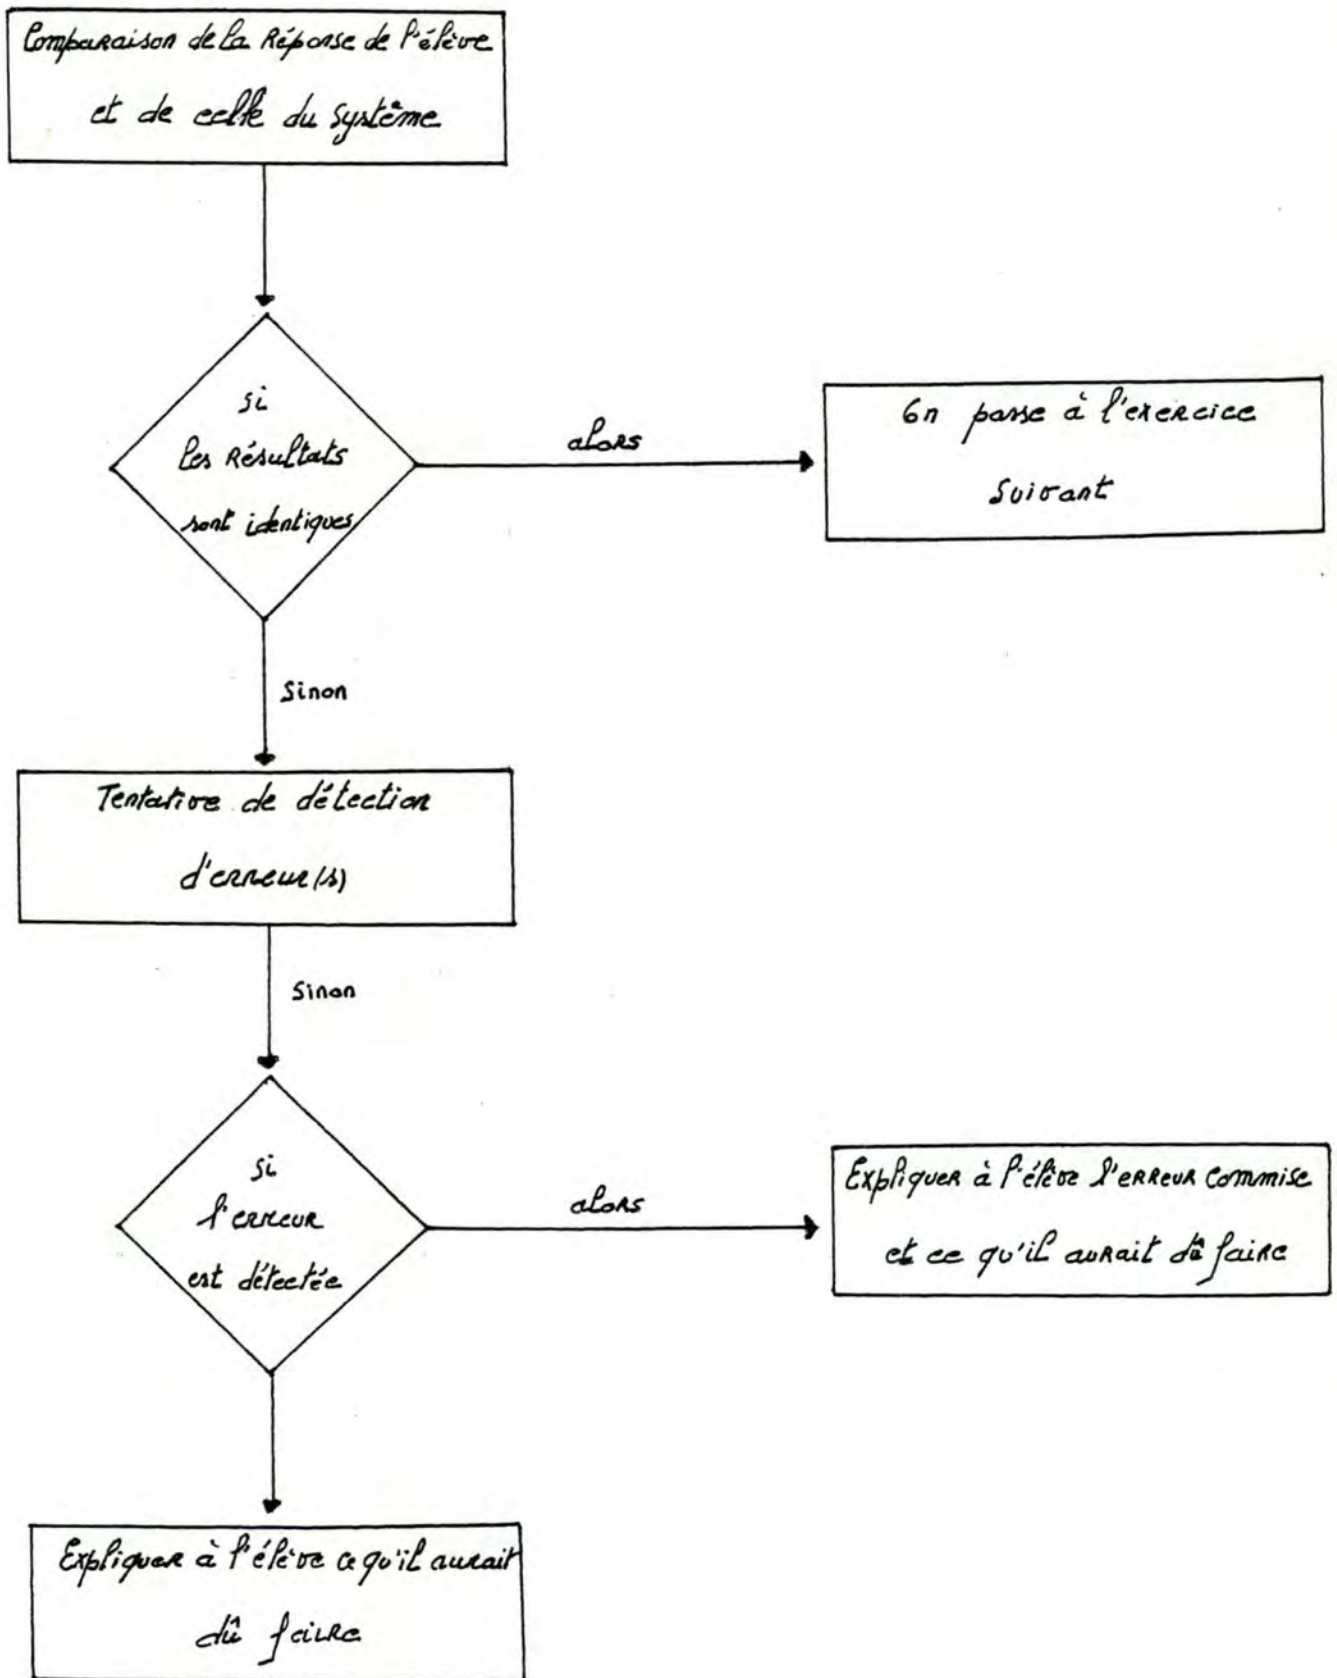 Comparaison de la Réponse de l'élève
et de celle du système
si
les résultats
sont identiques
alors
On passe à l'exercice
suivant
Sinon
Tentative de détection
d'erreur(s)
Sinon
si
l'erreur
est détectée
alors
Expliquer à l'élève l'erreur commise
et ce qu'il aurait dû faire
Expliquer à l'élève ce qu'il aurait
dû faire